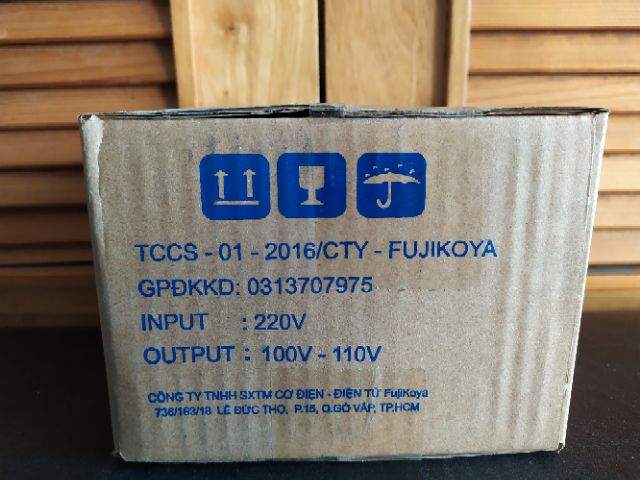 TCCS - 01 - 2016/CTY - FUJIKOYA
GPĐKKD: 0313707975
INPUT : 220V
OUTPUT : 100V - 110V
CÔNG TY TNHH SXTM CƠ ĐIỆN - ĐIỆN TỬ FujiKoya
736/163/18 LÊ ĐỨC THỌ, P.15, Q.GÒ VẤP, TP.HCM